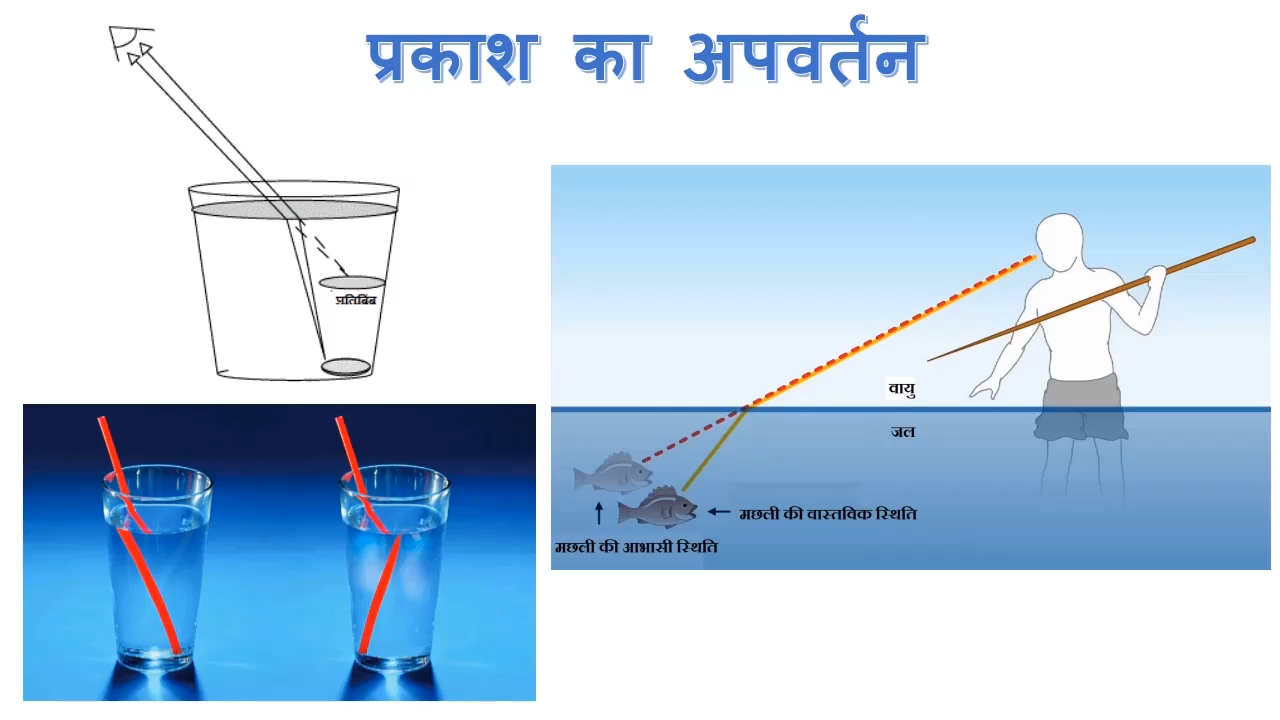 प्रकाश का अपवर्तन
प्रतिबिंब
वायु
जल
मछली की वास्तविक स्थिति
मछली की आभासी स्थिति